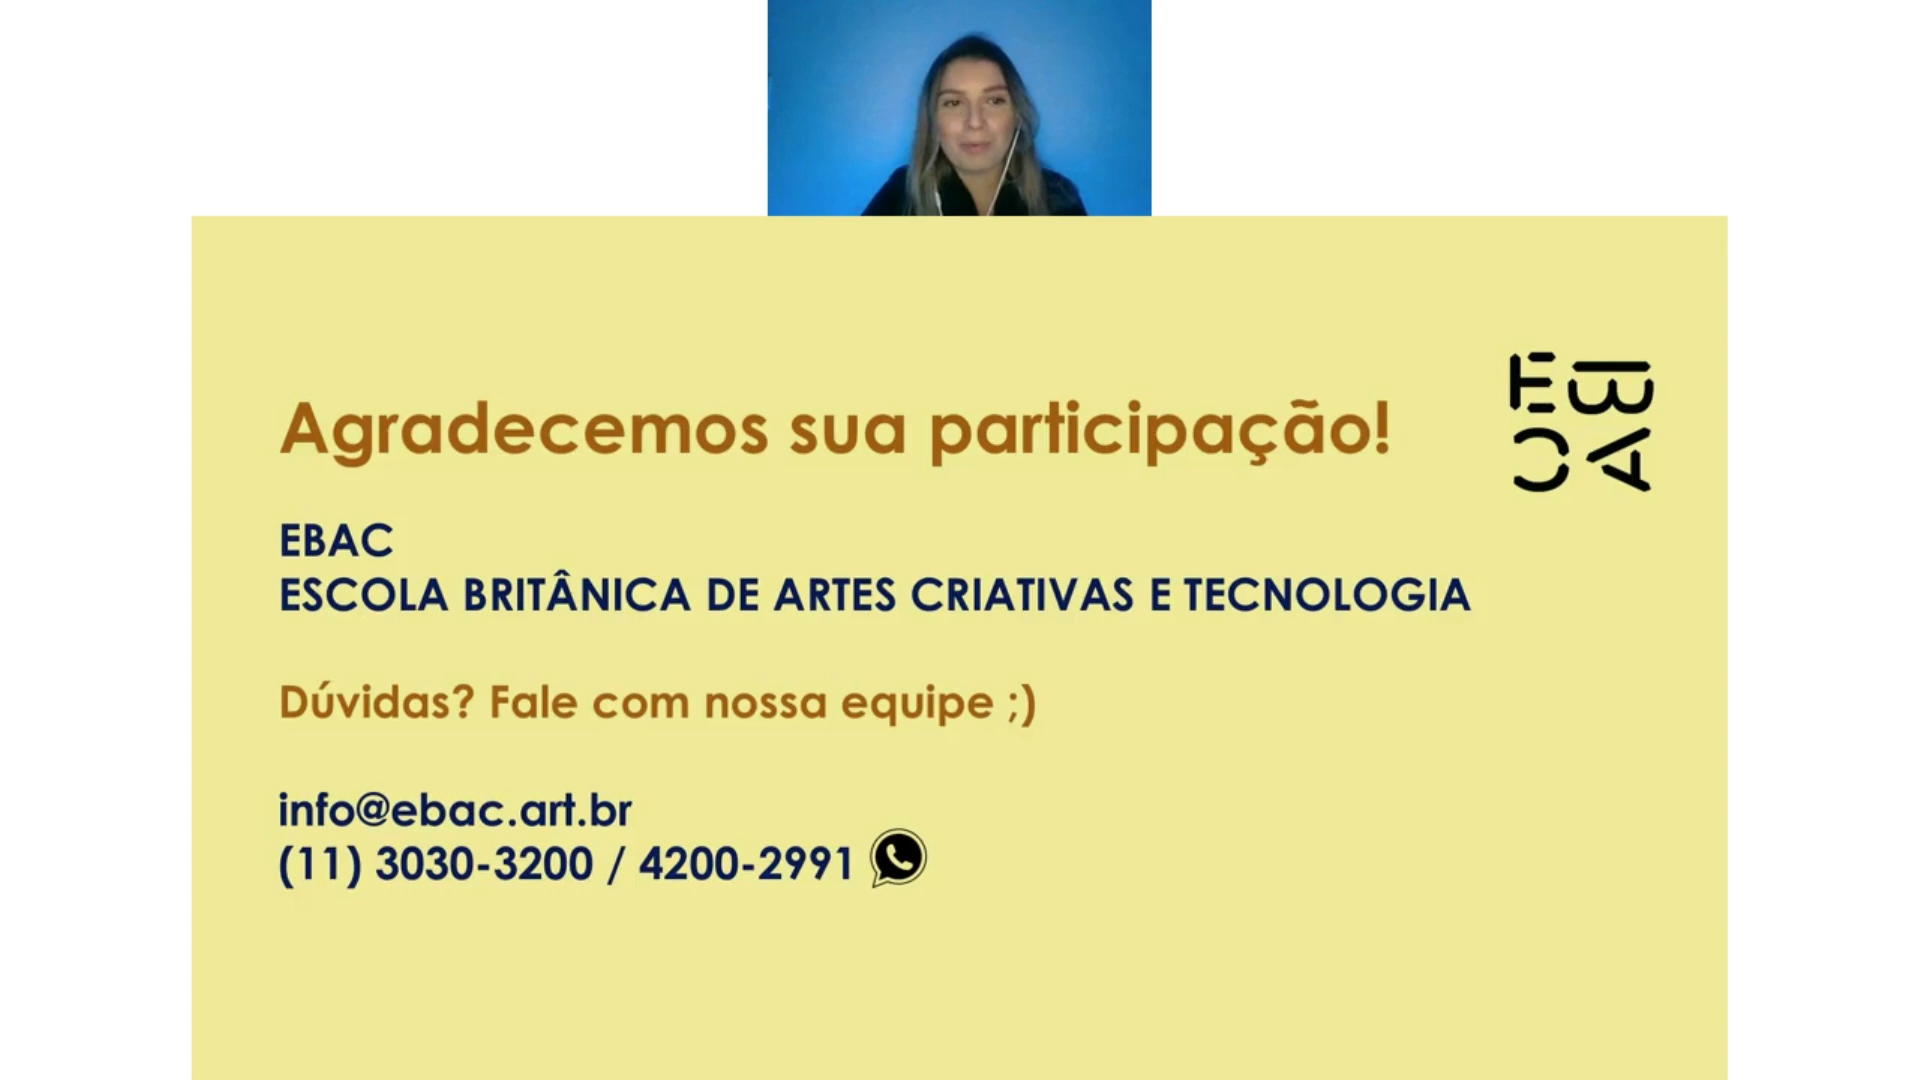 Agradecemos sua participação!
EBAC
EBAC
ESCOLA BRITÂNICA DE ARTES CRIATIVAS E TECNOLOGIA
Dúvidas? Fale com nossa equipe ;)
info@ebac.art.br
(11) 3030-3200 / 4200-2991